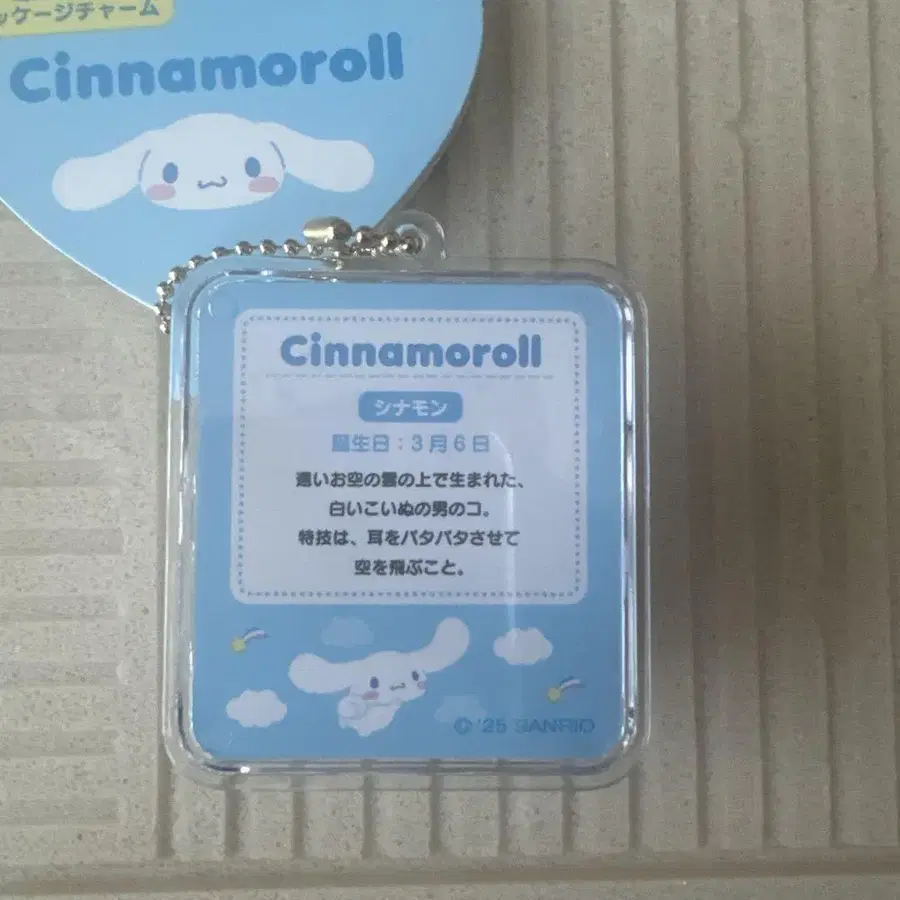 ッケージチャーム
Cinnamoroll
Cinnamoroll
シナモン
誕生日：3月6日
遠いお空の雲の上で生まれた、
白いこいぬの男のコ。
特技は、耳をパタパタさせて
空を飛ぶこと。
© '25 SANRIO